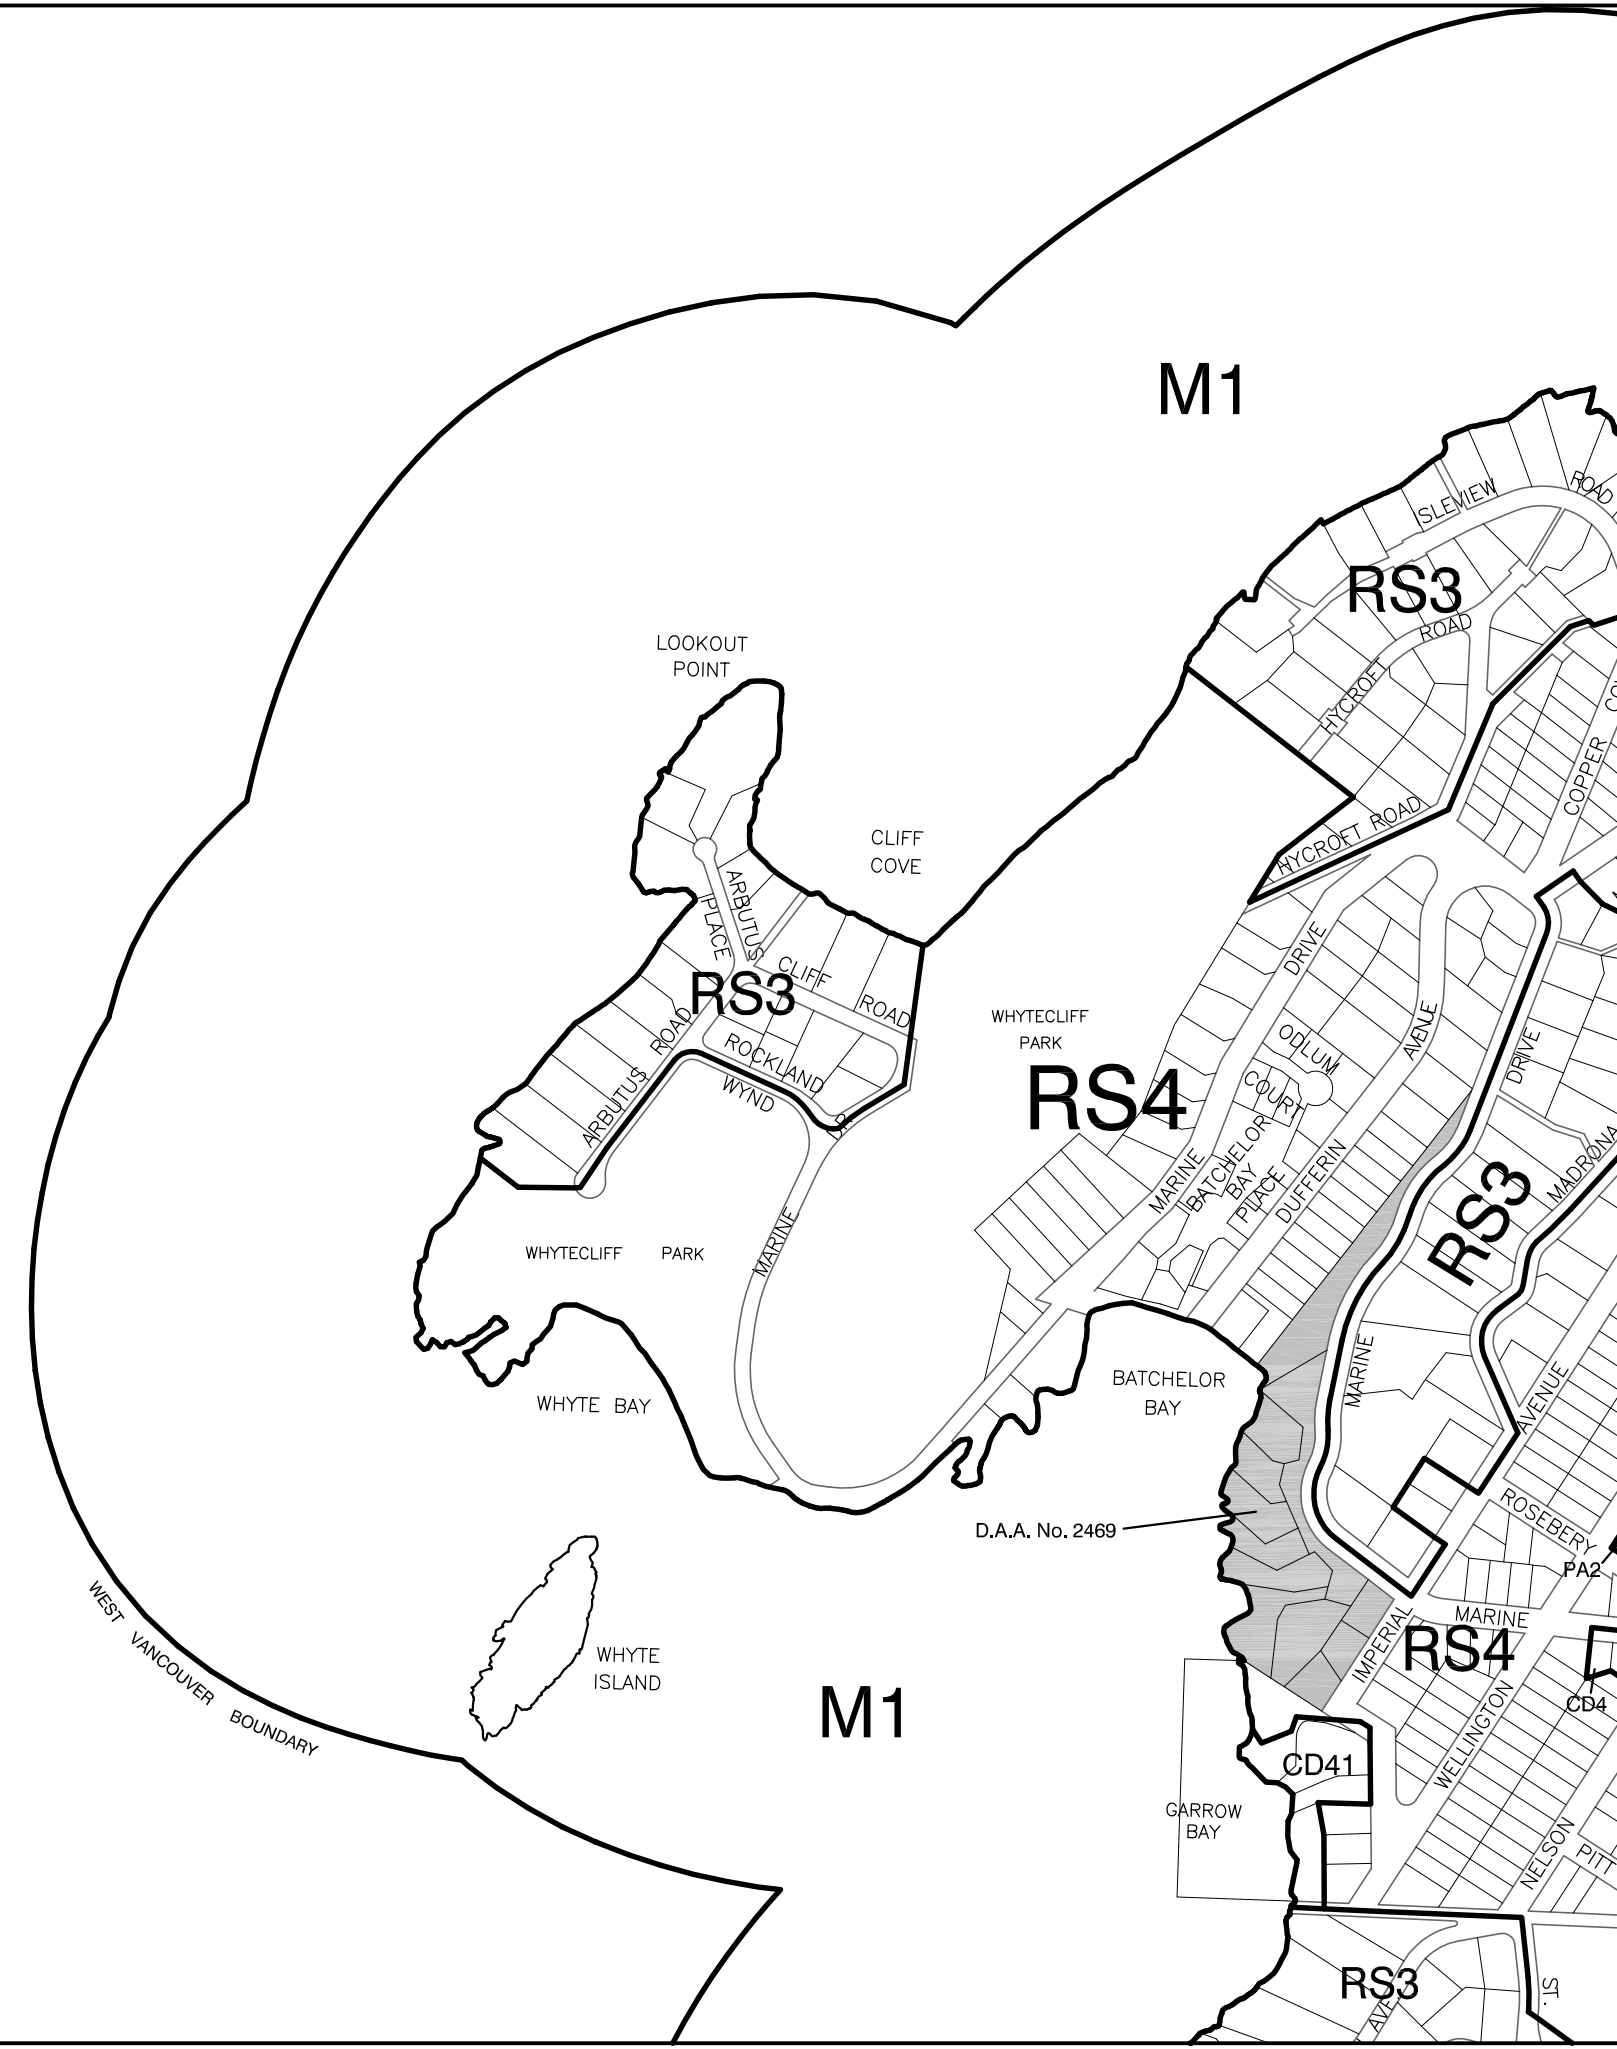 M1
SLEVIEW
ROAD
RS3
ROAD
HYCROFT
LOOKOUT
POINT
COPPER
HYCROFT ROAD
CLIFF
COVE
ARBUTUS
PLACE
CLIFF
ROAD
RS3
ROCKLAND
WYND
DR
ARBUTUS
ROAD
WHYTECLIFF
PARK
RS4
DRIVE
AVENUE
ODLUM
COURT
DRIVE
MARINE
BATCHELOR
BAY
PLACE
DUFFERIN
MADRONA
RS3
WHYTECLIFF PARK
MARINE
MARINE
AVENUE
WHYTE BAY
BATCHELOR
BAY
ROSEBERY
D.A.A. No. 2469
PA2
WEST VANCOUVER BOUNDARY
WHYTE
ISLAND
M1
IMPERIAL
MARINE
RS4
CD4
WELLINGTON
CD41
GARROW
BAY
NELSON
PITT
RS3
AVE
ST.